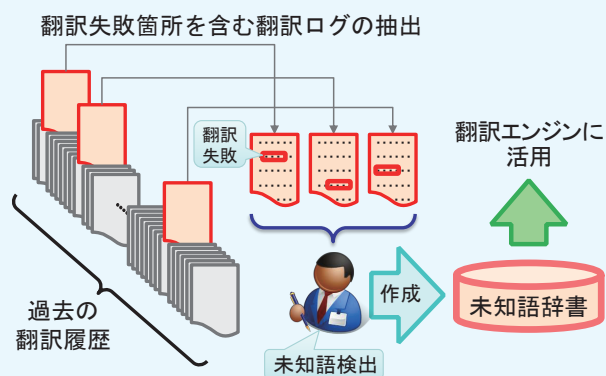 翻訳失敗箇所を含む翻訳ログの抽出
翻訳
失敗
翻訳エンジンに
活用
過去の
翻訳履歴
作成
未知語辞書
未知語検出